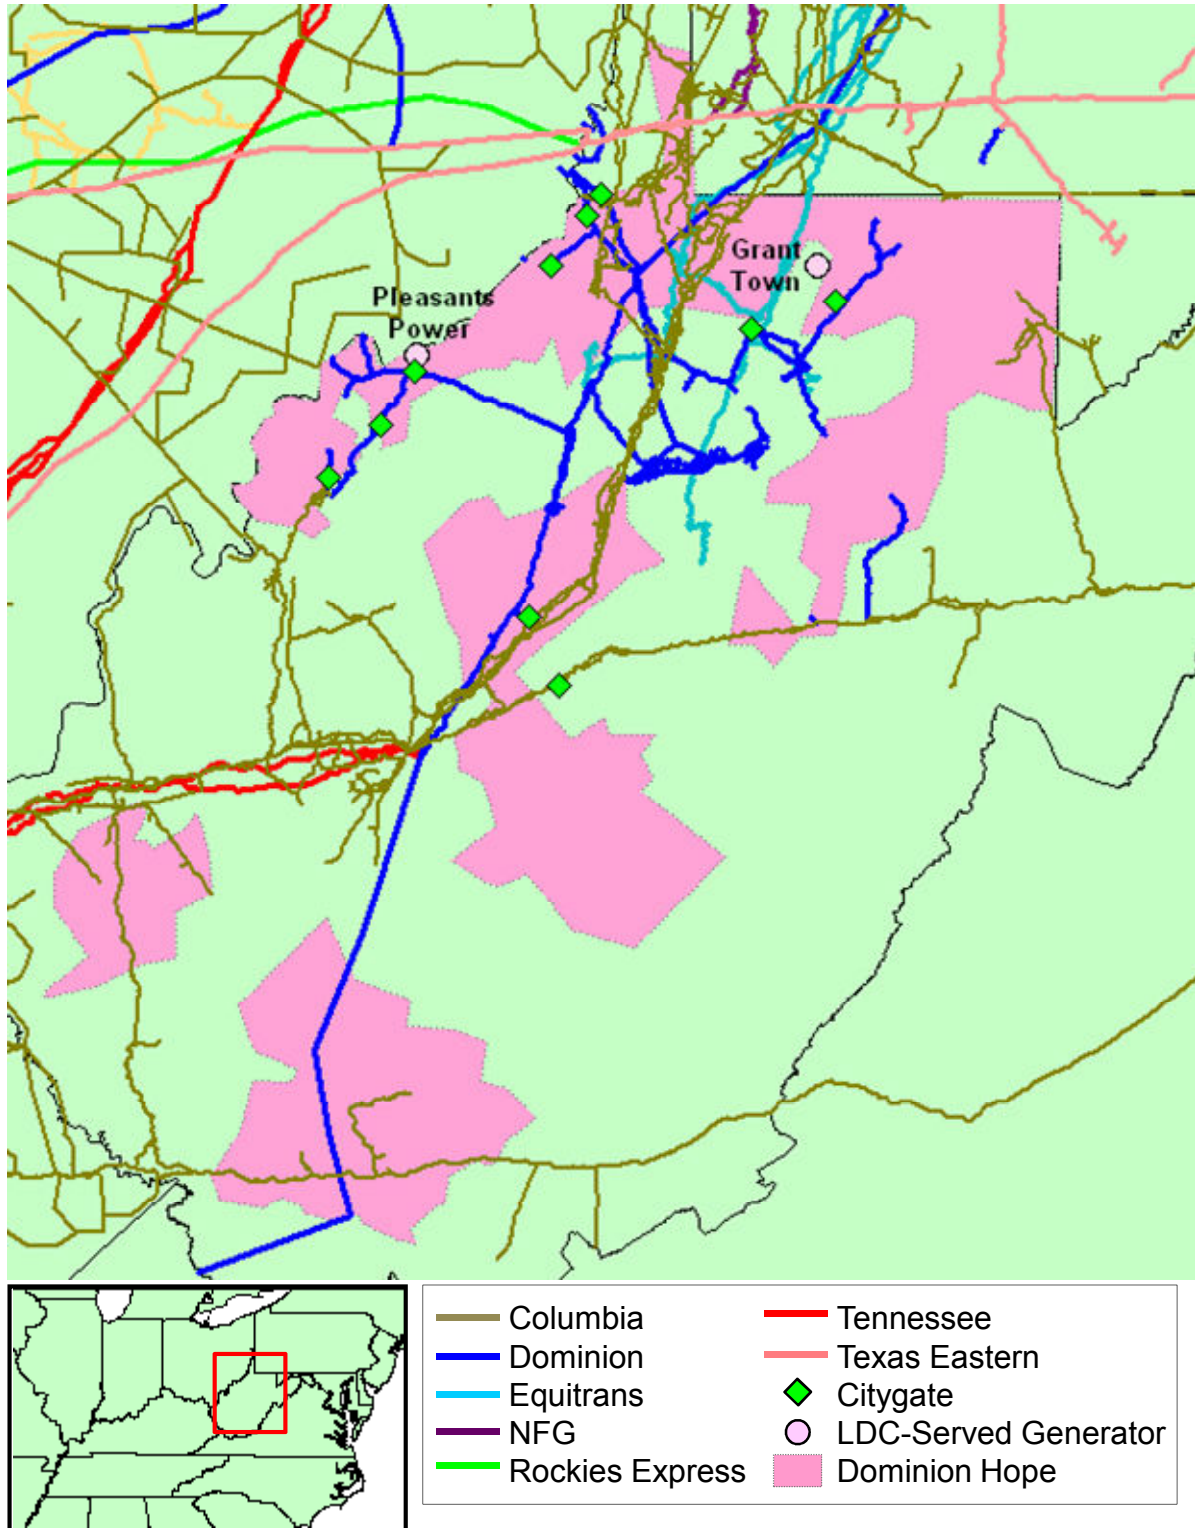 Grant
Town
Pleasants
Power
Columbia
Dominion
Equitrans
NFG
Rockies Express
Tennessee
Texas Eastern
Citygate
LDC-Served Generator
Dominion Hope